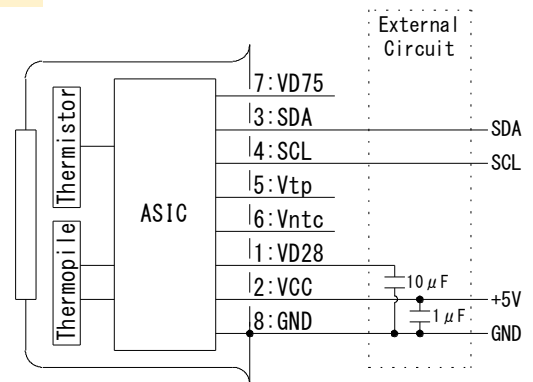 External
Circuit
7:VD75
3:SDA
SDA
4:SCL
SCL
5:Vtp
6:Vntc
1:VD28
10μF
2:VCC
+5V
1μF
8:GND
GND
ASIC
Thermistor
Thermopile